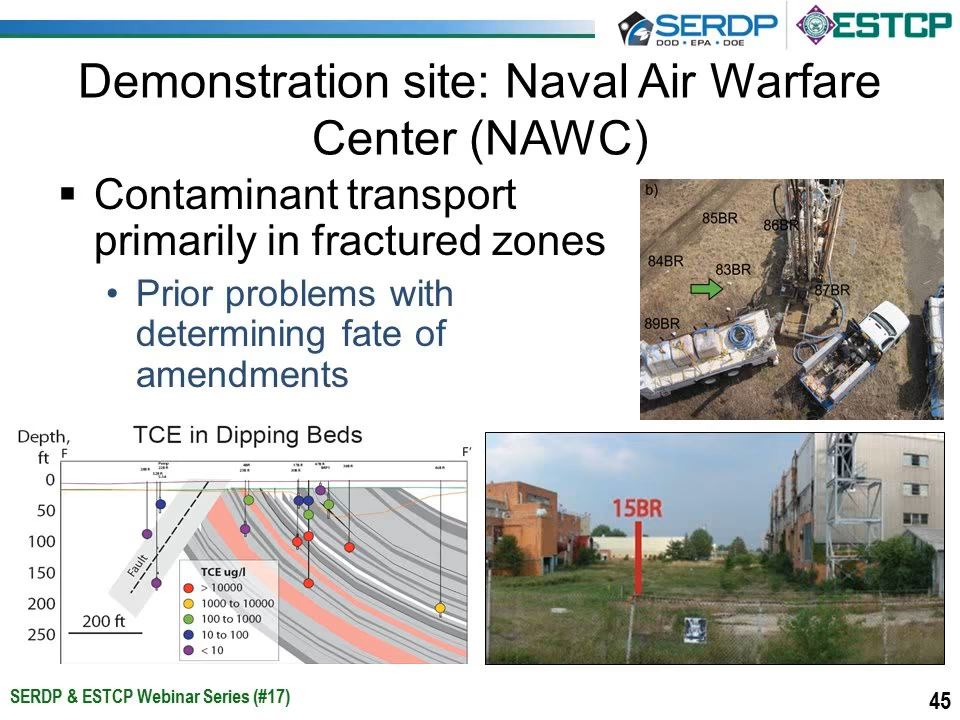 SERDP
DOD • EPA • DOE
ESTCP
Demonstration site: Naval Air Warfare
Center (NAWC)
▪ Contaminant transport
primarily in fractured zones
• Prior problems with
determining fate of
amendments
b)
85BR
86BR
84BR
83BR
87BR
89BR
TCE in Dipping Beds
Depth,
ft
F
F'
0
50
100
150
200
250
Fault
200 ft
TCE ug/l
> 10000
1000 to 10000
100 to 1000
10 to 100
< 10
15BR
SERDP & ESTCP Webinar Series (#17)
45